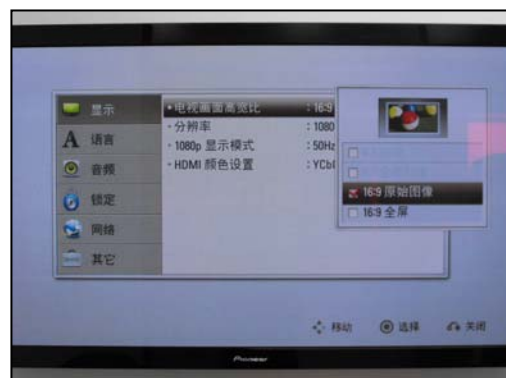 显示
语言
音频
锁定
网络
其它
•电视画面高宽比 : 16:9
·分辨率 : 1080
·1080p 显示模式 : 50Hz
·HDMI 颜色设置 : YCb
16:9 原始图像
16:9 全屏
移动 选择 关闭
Pioneer